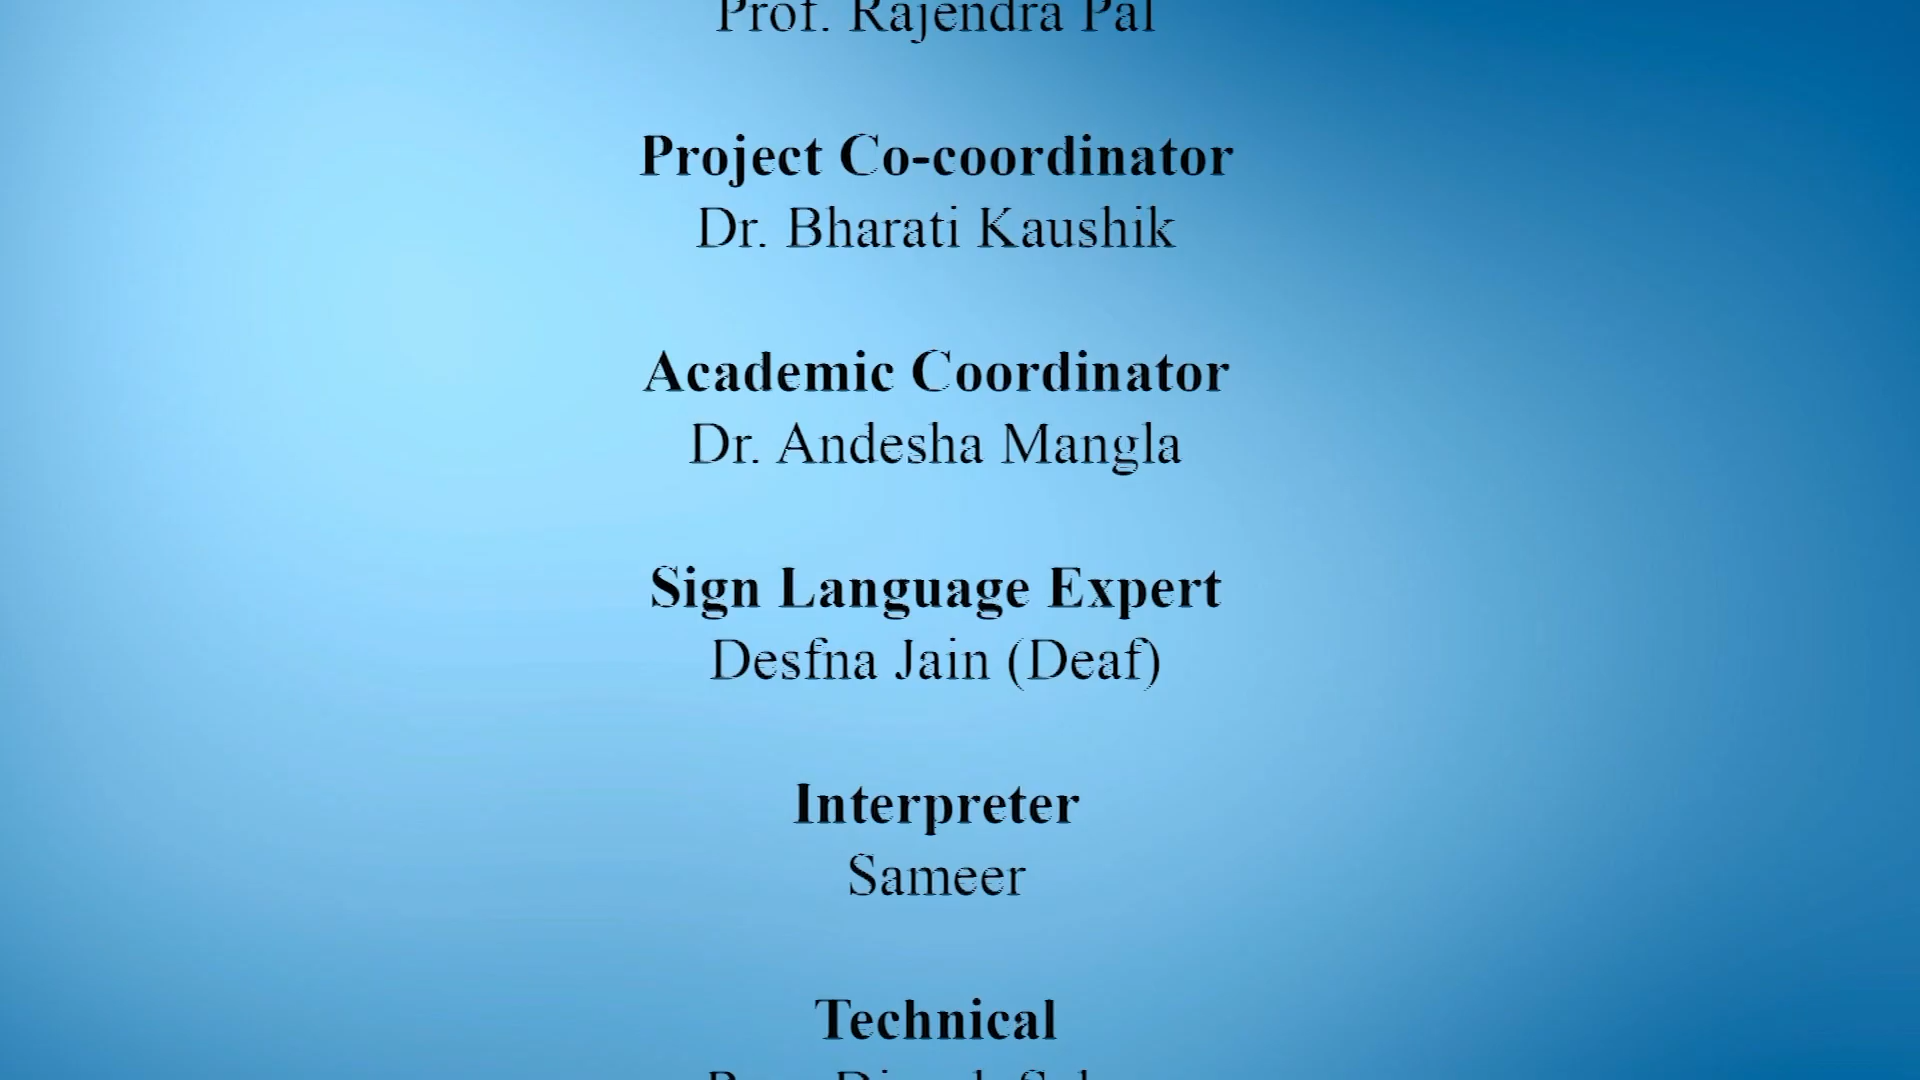 Prof. Rajendra Pal
Project Co-coordinator
Dr. Bharati Kaushik
Academic Coordinator
Dr. Andesha Mangla
Sign Language Expert
Desfna Jain (Deaf)
Interpreter
Sameer
Technical